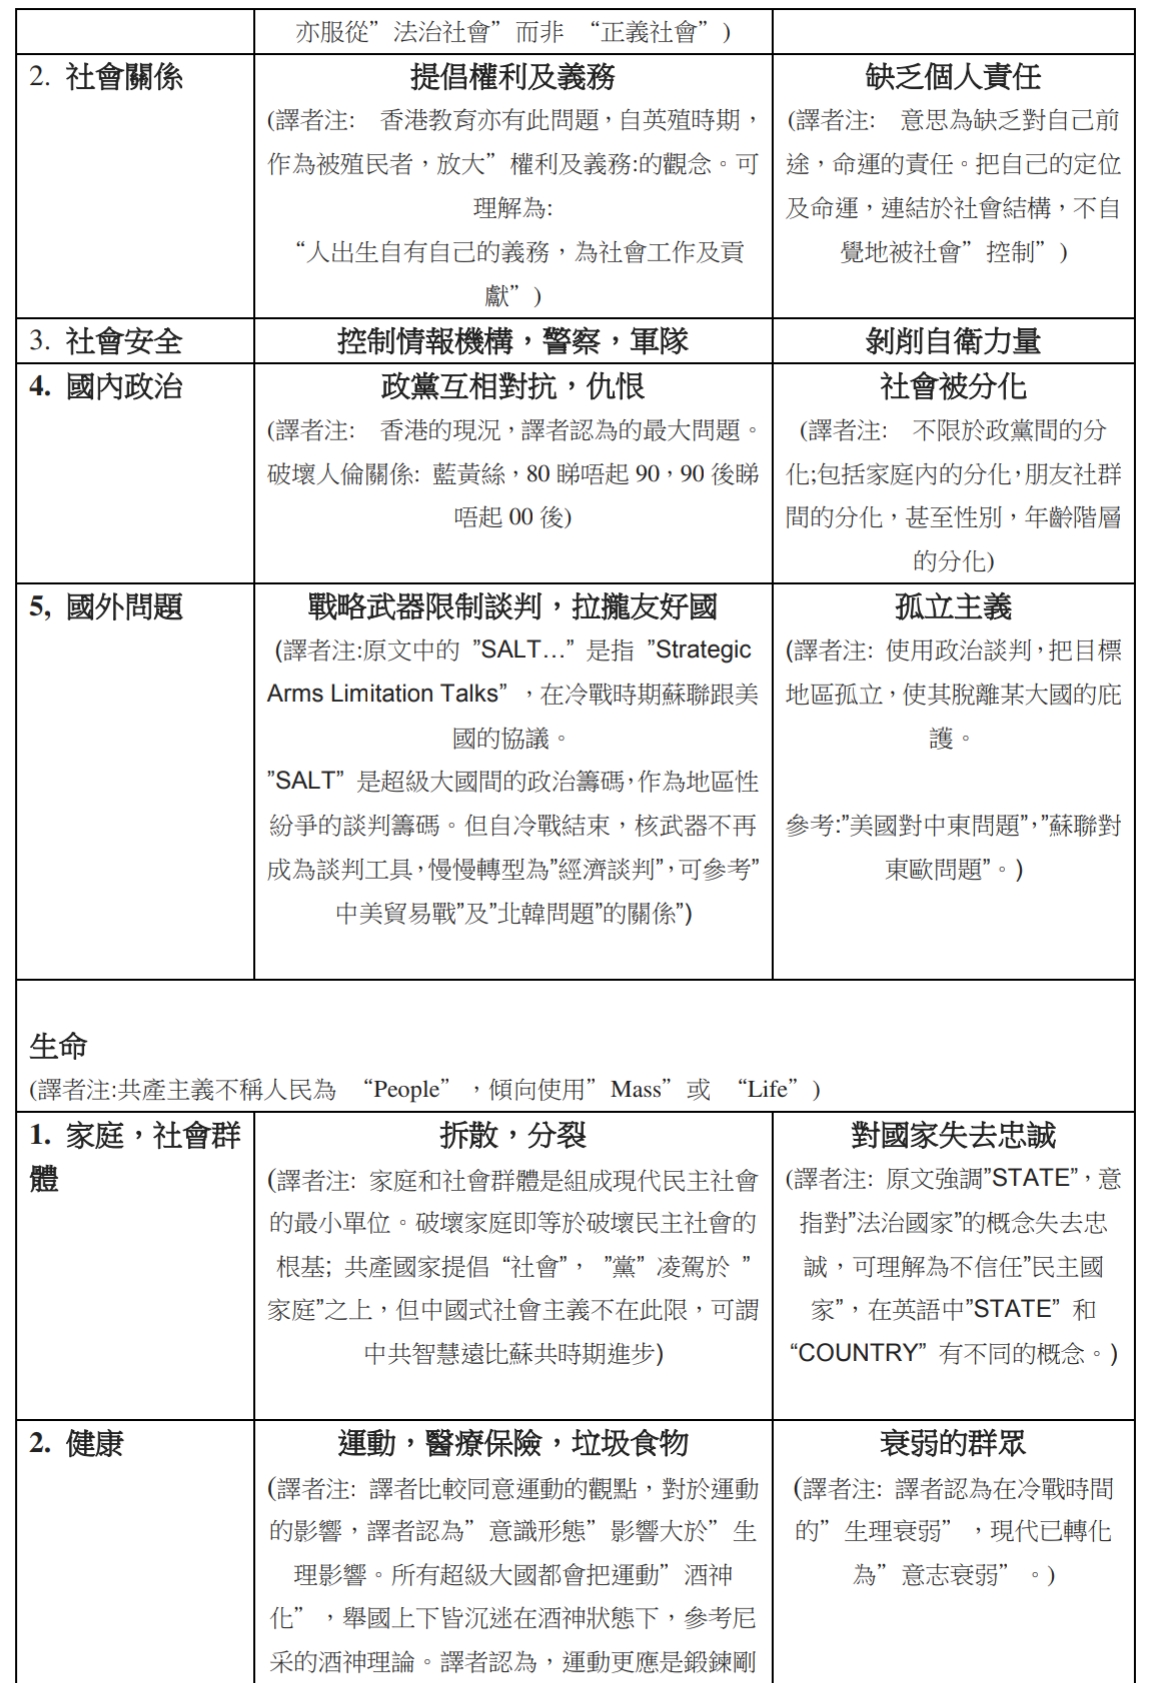 亦服從”法治社會”而非 “正義社會”)
2. 社會關係
提倡權利及義務
(譯者注: 香港教育亦有此問題，自英殖時期，
作為被殖民者，放大”權利及義務:的觀念。可
理解為:
“人出生自有自己的義務，為社會工作及貢
獻”)
缺乏個人責任
(譯者注: 意思為缺乏對自己前
途，命運的責任。把自己的定位
及命運，連結於社會結構，不自
覺地被社會”控制”)
3. 社會安全
控制情報機構，警察，軍隊
剝削自衛力量
4. 國內政治
政黨互相對抗，仇恨
(譯者注: 香港的現況，譯者認為的最大問題。
破壞人倫關係: 藍黃絲，80 睇唔起 90，90 後睇
唔起 00 後)
社會被分化
(譯者注: 不限於政黨間的分
化;包括家庭內的分化，朋友社群
間的分化，甚至性別，年齡階層
的分化)
5, 國外問題
戰略武器限制談判，拉攏友好國
(譯者注:原文中的 ”SALT…” 是指 ”Strategic
Arms Limitation Talks” ，在冷戰時期蘇聯跟美
國的協議。
”SALT” 是超級大國間的政治籌碼，作為地區性
紛爭的談判籌碼。但自冷戰結束，核武器不再
成為談判工具，慢慢轉型為”經濟談判”，可參考”
中美貿易戰”及”北韓問題”的關係”)
孤立主義
(譯者注: 使用政治談判，把目標
地區孤立，使其脫離某大國的庇
護。
參考:”美國對中東問題”，”蘇聯對
東歐問題”。)
生命
(譯者注:共產主義不稱人民為 “People” ，傾向使用”Mass”或 “Life”)
1. 家庭，社會群
體
拆散，分裂
(譯者注: 家庭和社會群體是組成現代民主社會
的最小單位。破壞家庭即等於破壞民主社會的
根基; 共產國家提倡 “社會”， ”黨” 凌駕於 ”
家庭”之上，但中國式社會主義不在此限，可謂
中共智慧遠比蘇共時期進步)
對國家失去忠誠
(譯者注: 原文強調”STATE”，意
指對”法治國家”的概念失去忠
誠，可理解為不信任”民主國
家”，在英語中”STATE” 和
“COUNTRY” 有不同的概念。)
2. 健康
運動，醫療保險，垃圾食物
(譯者注: 譯者比較同意運動的觀點，對於運動
的影響，譯者認為”意識形態”影響大於”生
理影響。所有超級大國都會把運動”酒神
化”，舉國上下皆沉迷在酒神狀態下，參考尼
采的酒神理論。譯者認為，運動更應是鍛鍊剛
衰弱的群眾
(譯者注: 譯者認為在冷戰時間
的”生理衰弱”，現代已轉化
為”意志衰弱”。)